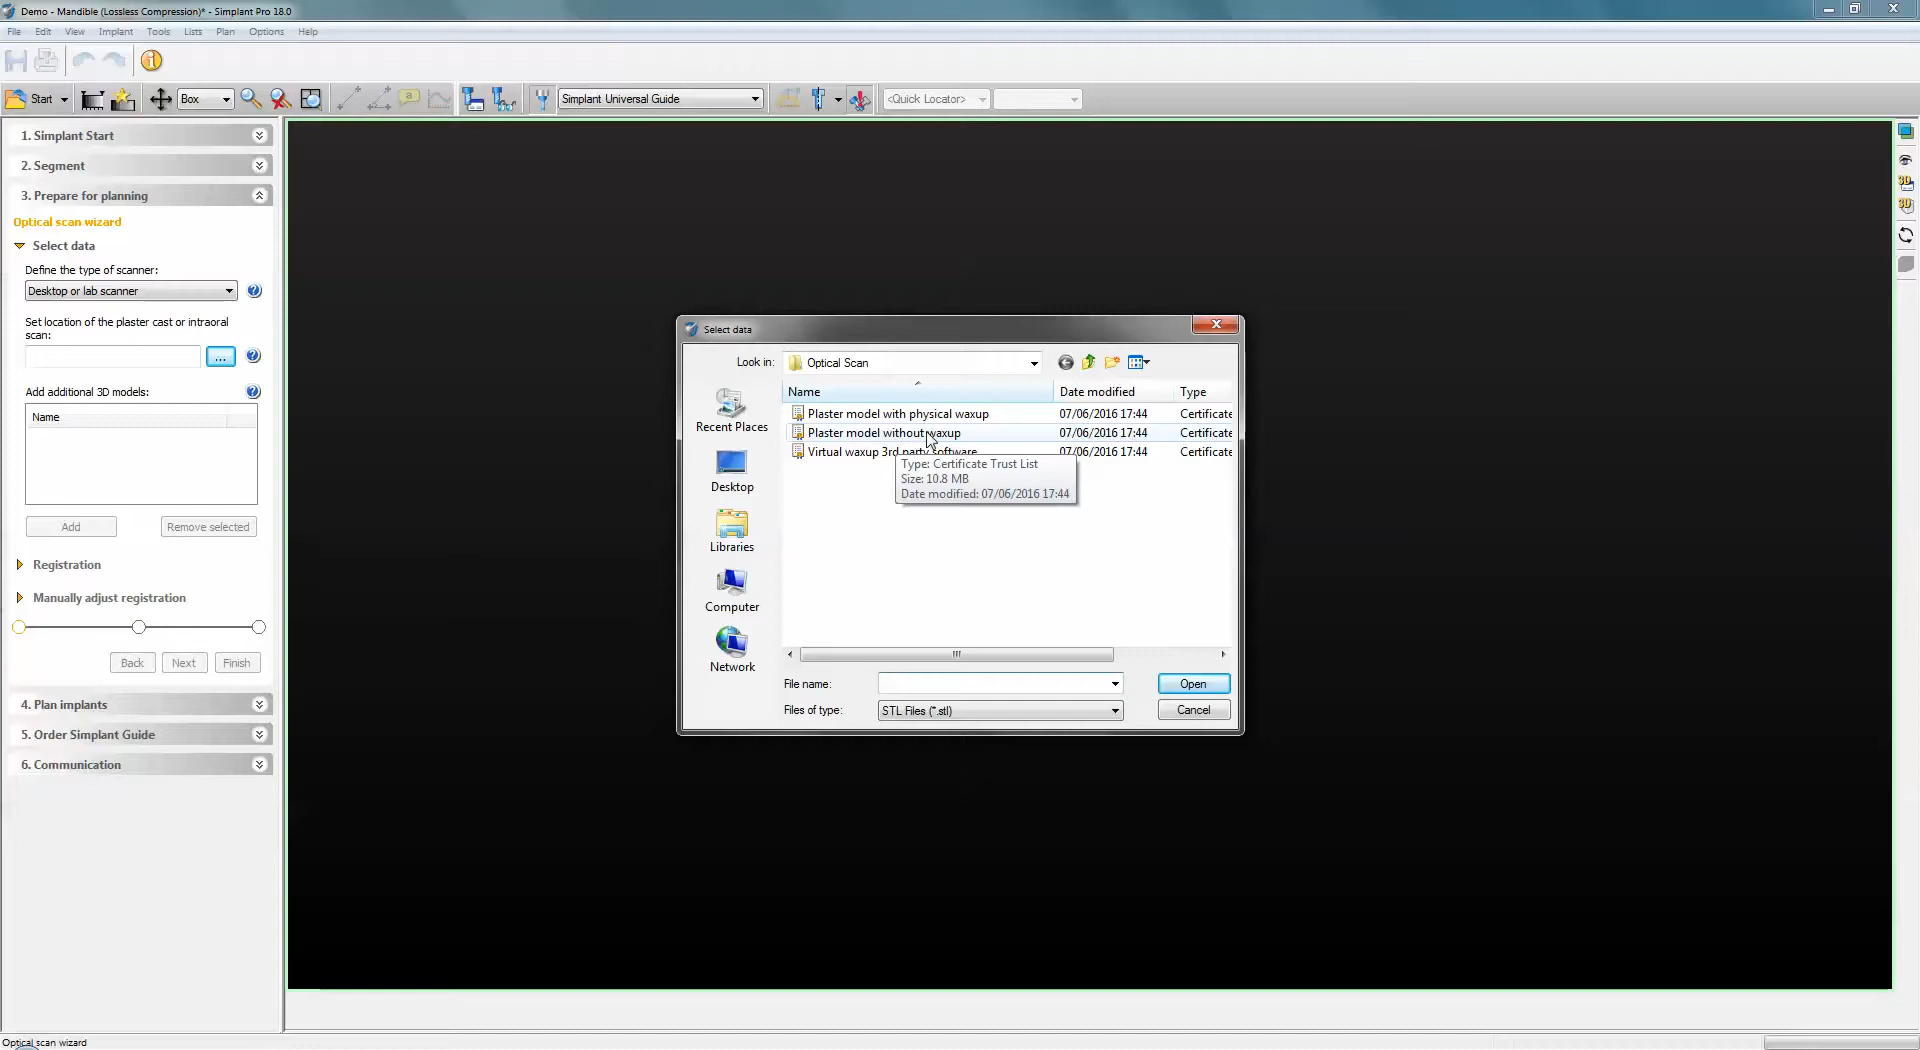 Demo - Mandible (Lossless Compression)* - Simplant Pro 18.0
File Edit View Implant Tools Lists Plan Options Help
Start Box Simplant Universal Guide <Quick Locator>
1. Simplant Start
2. Segment
3. Prepare for planning
Optical scan wizard
Select data
Define the type of scanner:
Desktop or lab scanner
Set location of the plaster cast or intraoral
scan:
...
Add additional 3D models:
Name
Add Remove selected
Registration
Manually adjust registration
Back Next Finish
4. Plan implants
5. Order Simplant Guide
6. Communication
Select data
Look in: Optical Scan
Recent Places
Desktop
Libraries
Computer
Network
Name Date modified Type
Plaster model with physical waxup 07/06/2016 17:44 Certificate
Plaster model without waxup 07/06/2016 17:44 Certificate
Virtual waxup 3rd party software 07/06/2016 17:44 Certificate
Type: Certificate Trust List
Size: 10.8 MB
Date modified: 07/06/2016 17:44
File name: Open
Files of type: STL Files (*.stl) Cancel
3D
3D
Optical scan wizard